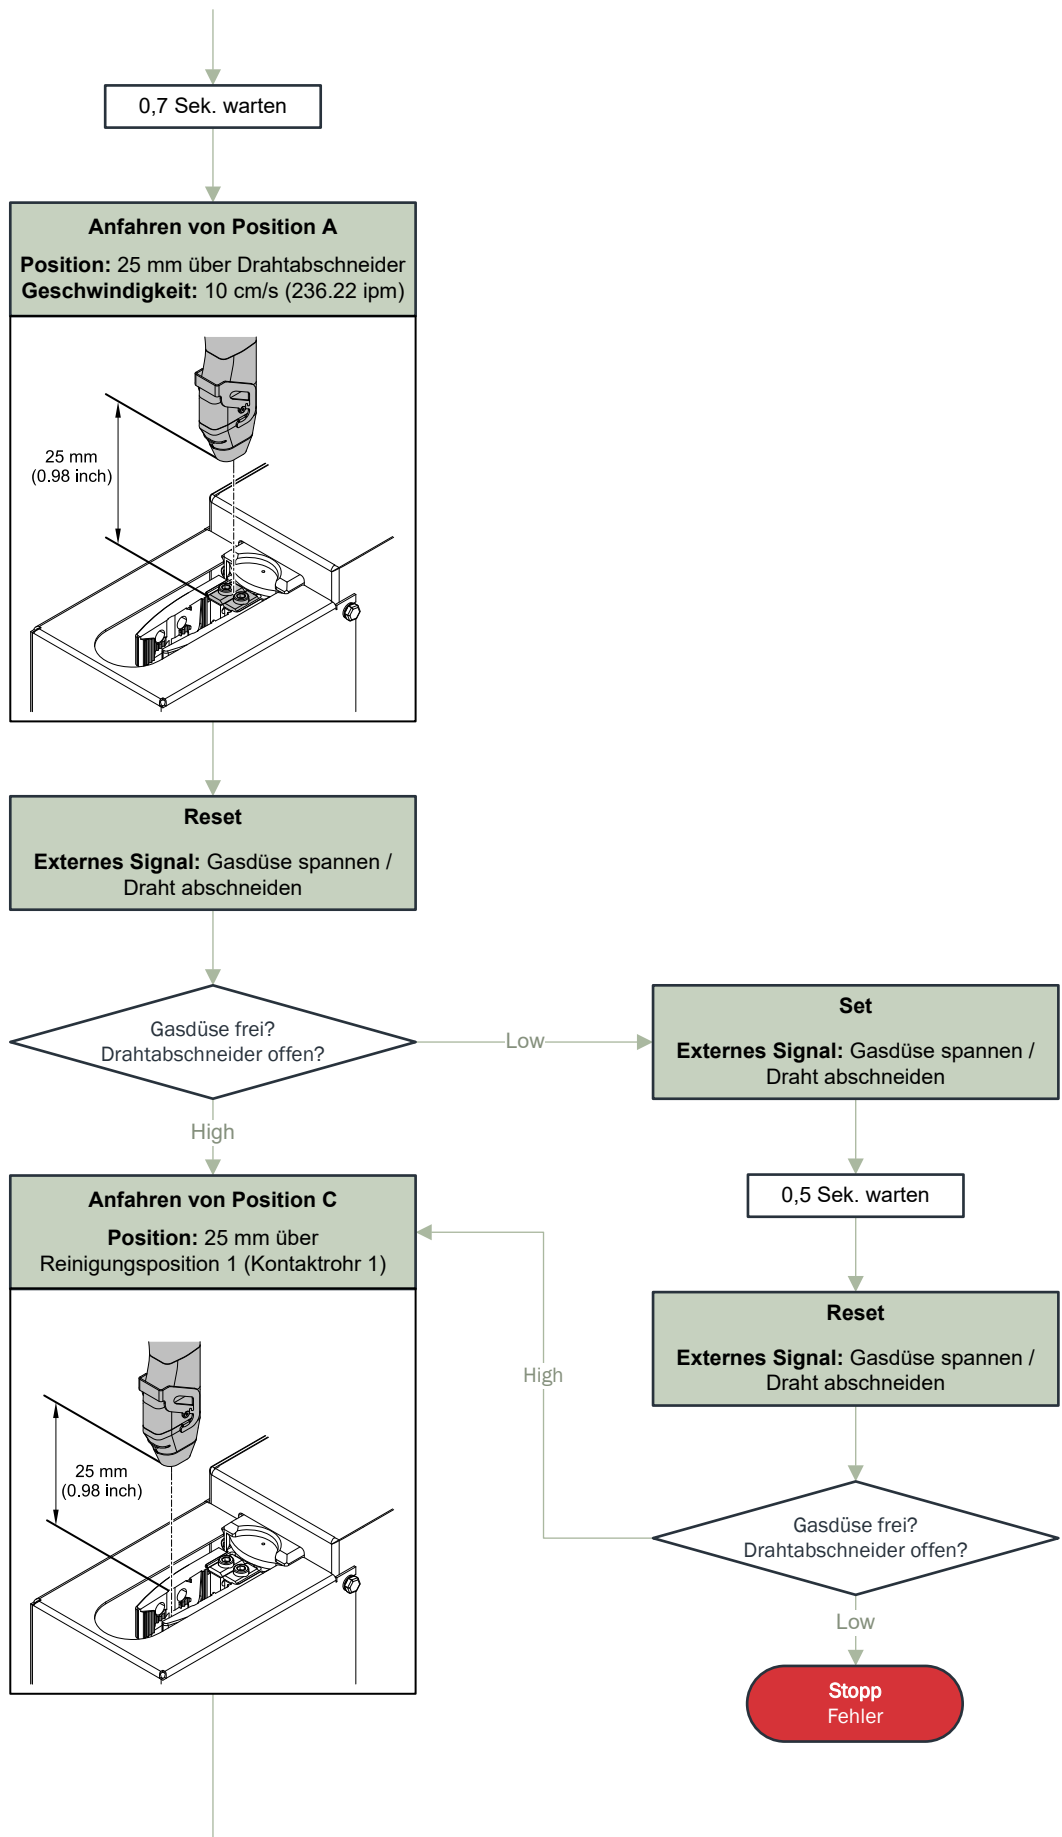 0,7 Sek. warten
Anfahren von Position A
Position: 25 mm über Drahtabschneider
Geschwindigkeit: 10 cm/s (236.22 ipm)
25 mm
(0.98 inch)
Reset
Externes Signal: Gasdüse spannen /
Draht abschneiden
Gasdüse frei?
Drahtabschneider offen?
Low
Set
Externes Signal: Gasdüse spannen /
Draht abschneiden
High
0,5 Sek. warten
Anfahren von Position C
Position: 25 mm über
Reinigungsposition 1 (Kontaktrohr 1)
Reset
Externes Signal: Gasdüse spannen /
Draht abschneiden
High
25 mm
(0.98 inch)
Gasdüse frei?
Drahtabschneider offen?
Low
Stopp
Fehler